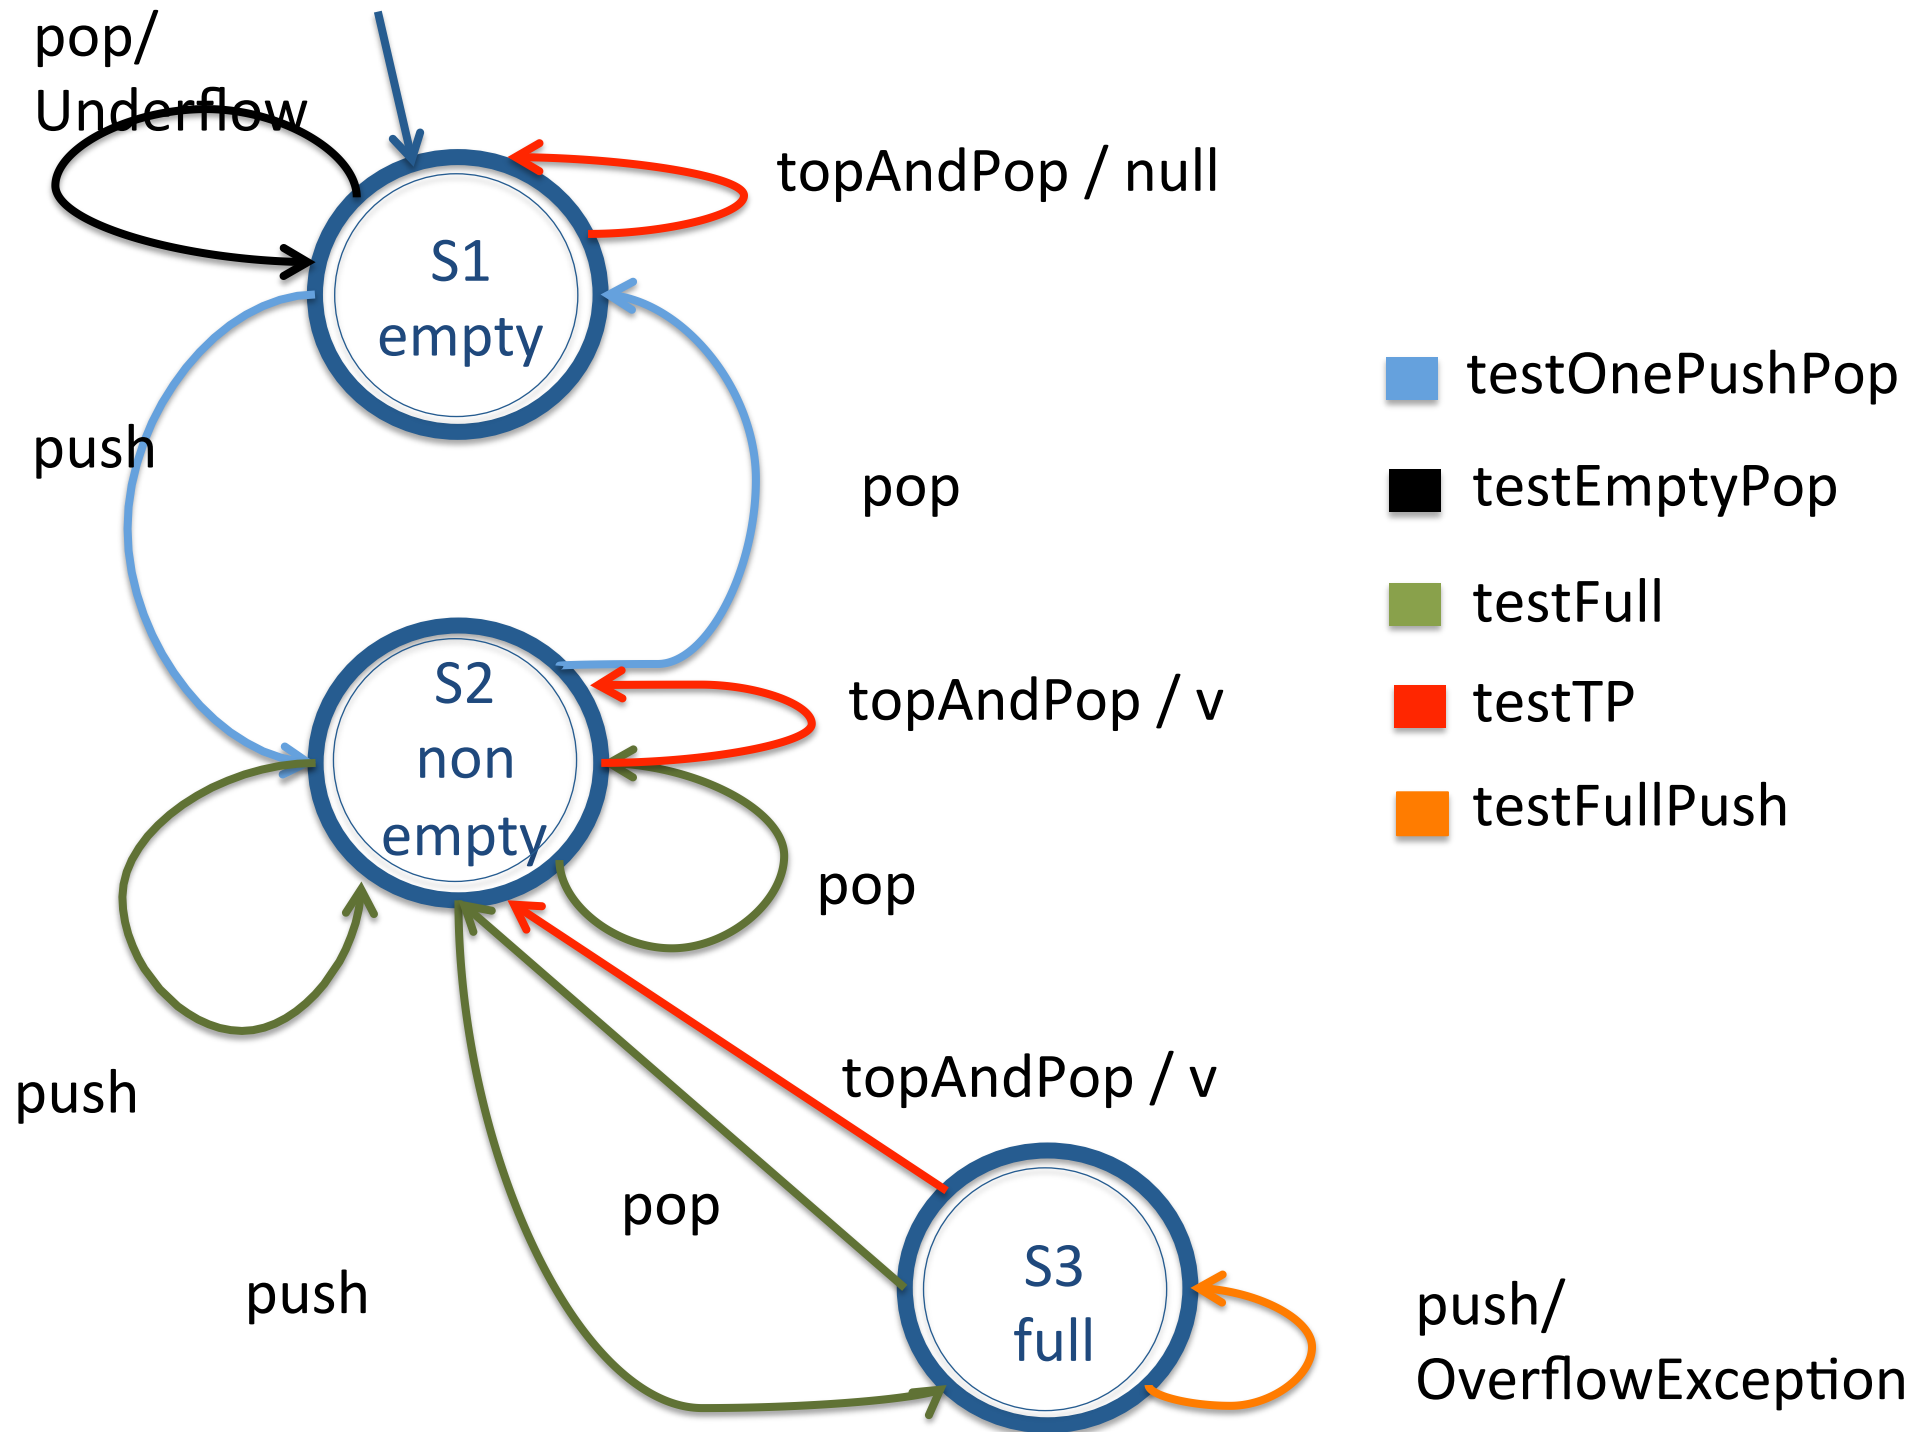 pop/
Underflow
topAndPop / null
S1
empty
push
pop
testOnePushPop
testEmptyPop
testFull
testTP
testFullPush
S2
non
empty
topAndPop / v
pop
push
topAndPop / v
pop
push
S3
full
push/
OverflowException